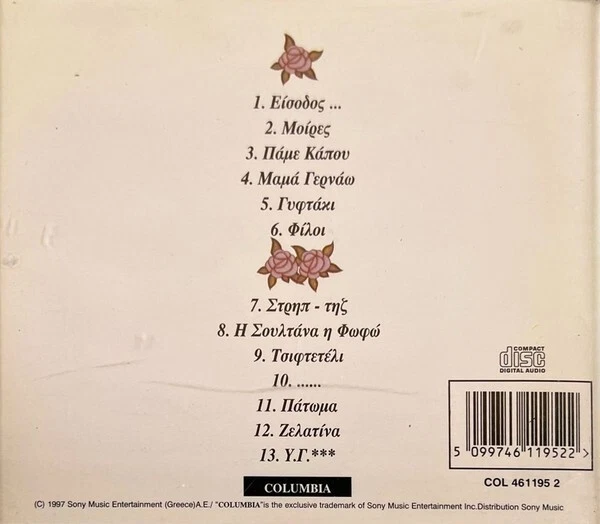 1. Είσοδος ...
2. Μοίρες
3. Πάμε Κάπου
4. Μαμά Γερνάω
5. Γυφτάκι
6. Φίλοι
7. Στρηπ - τηζ
8. Η Σουλτάνα η Φωφώ
9. Τσιφτετέλι
10. ......
11. Πάτωμα
12. Ζελατίνα
13. Υ.Γ.***
COMPACT
disc
DIGITAL AUDIO
5 099746 119522 >
COL 461195 2
COLUMBIA
(C) 1997 Sony Music Entertainment (Greece)A.E./ "COLUMBIA"is the exclusive trademark of Sony Music Entertainment Inc.Distribution Sony Music